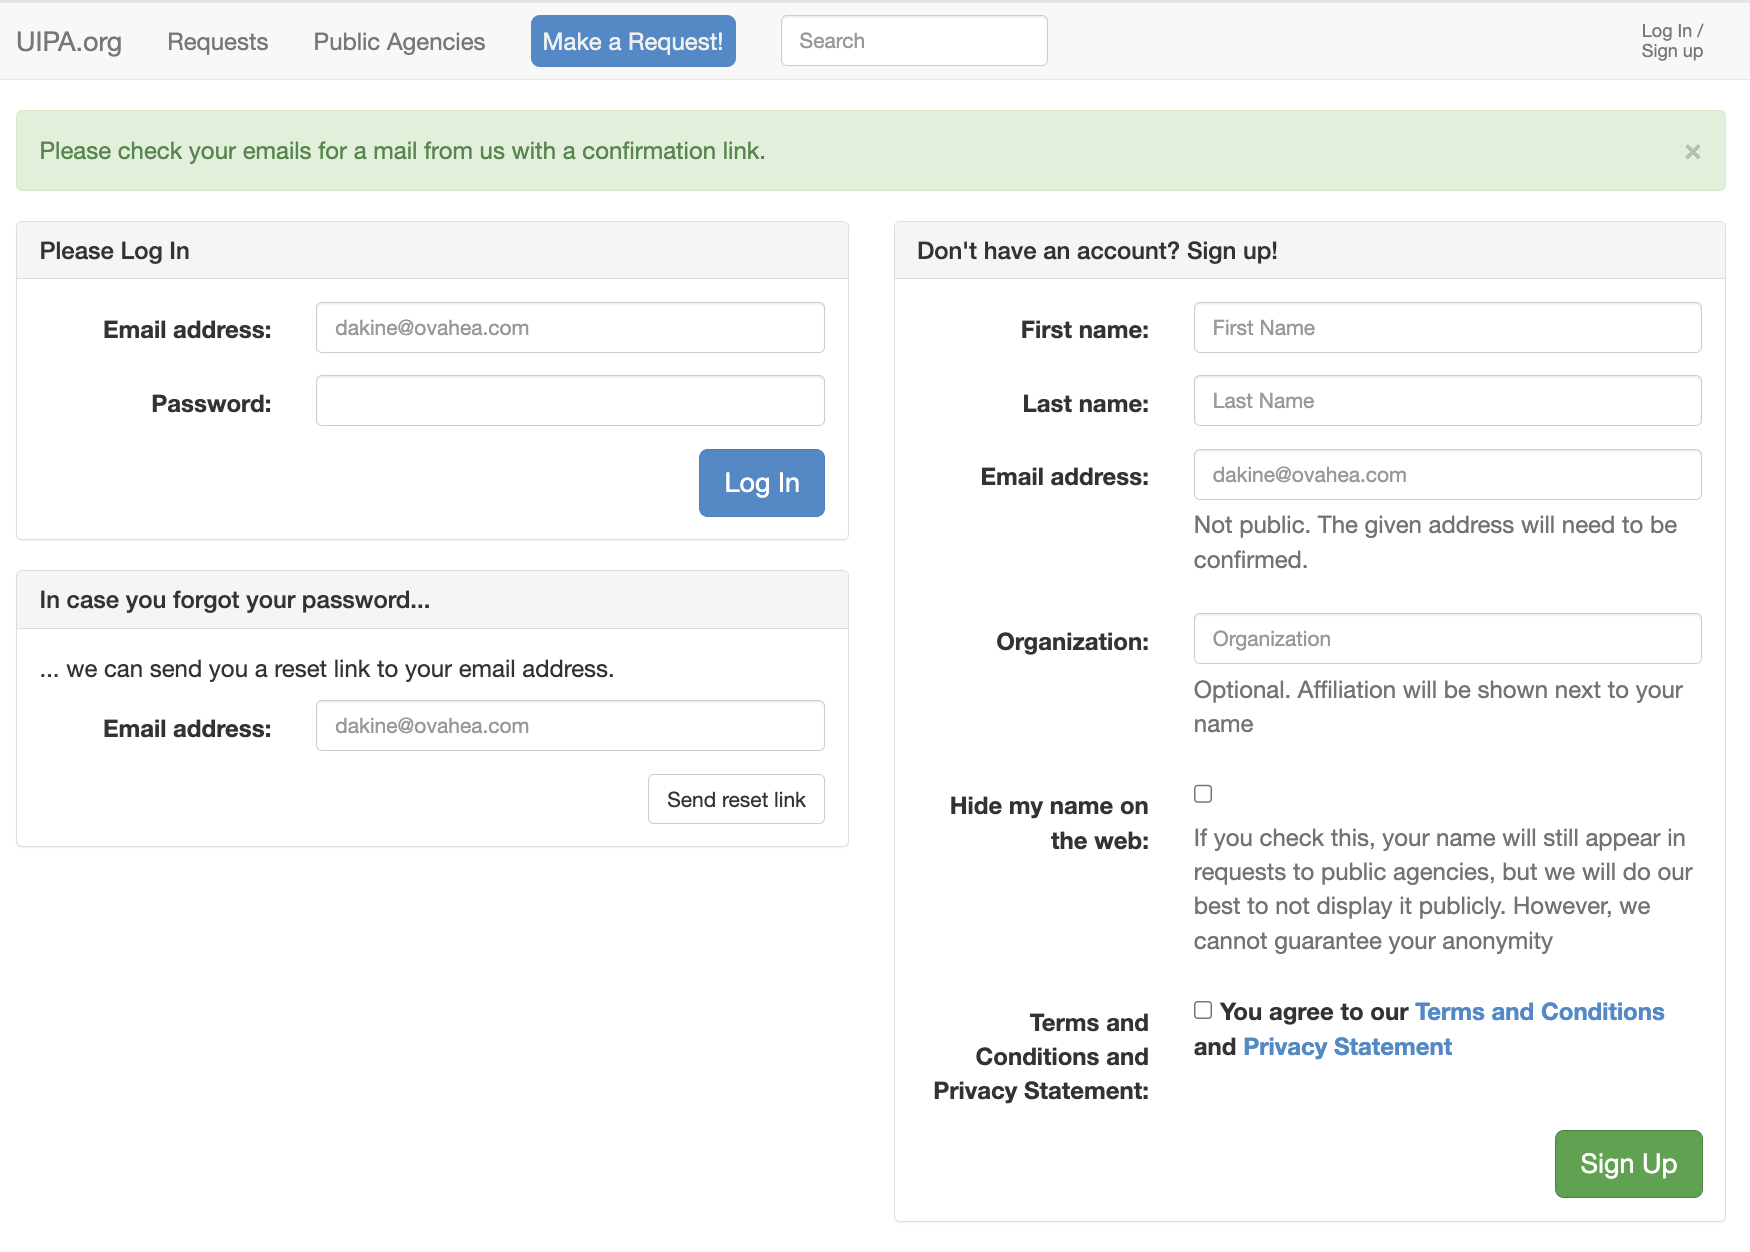 UIPA.org
Requests
Public Agencies
Make a Request!
Search
Log In /
Sign up
Please check your emails for a mail from us with a confirmation link.
×
Please Log In
Email address:
dakine@ovahea.com
Password:
Log In
In case you forgot your password...
... we can send you a reset link to your email address.
Email address:
dakine@ovahea.com
Send reset link
Don't have an account? Sign up!
First name:
First Name
Last name:
Last Name
Email address:
dakine@ovahea.com
Not public. The given address will need to be
confirmed.
Organization:
Organization
Optional. Affiliation will be shown next to your
name
Hide my name on
the web:
If you check this, your name will still appear in
requests to public agencies, but we will do our
best to not display it publicly. However, we
cannot guarantee your anonymity
Terms and
Conditions and
Privacy Statement:
You agree to our Terms and Conditions
and Privacy Statement
Sign Up